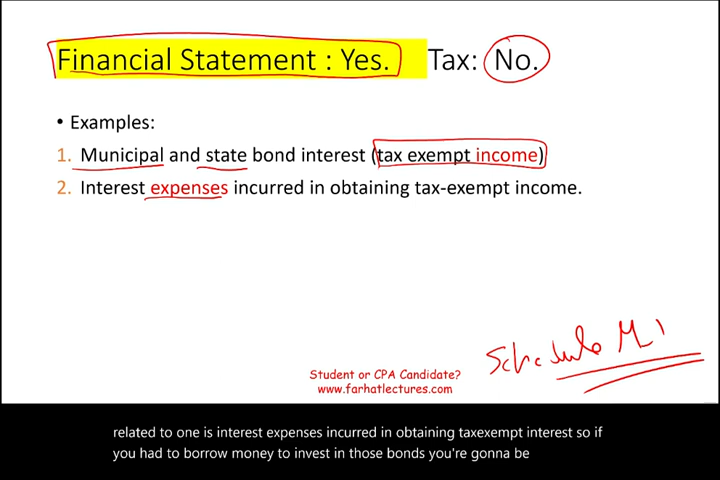 Financial Statement : Yes. Tax: No.
• Examples:
1. Municipal and state bond interest (tax exempt income)
2. Interest expenses incurred in obtaining tax-exempt income.
Schedule M1
Student or CPA Candidate?
www.farhatlectures.com
related to one is interest expenses incurred in obtaining taxexempt interest so if
you had to borrow money to invest in those bonds you're gonna be